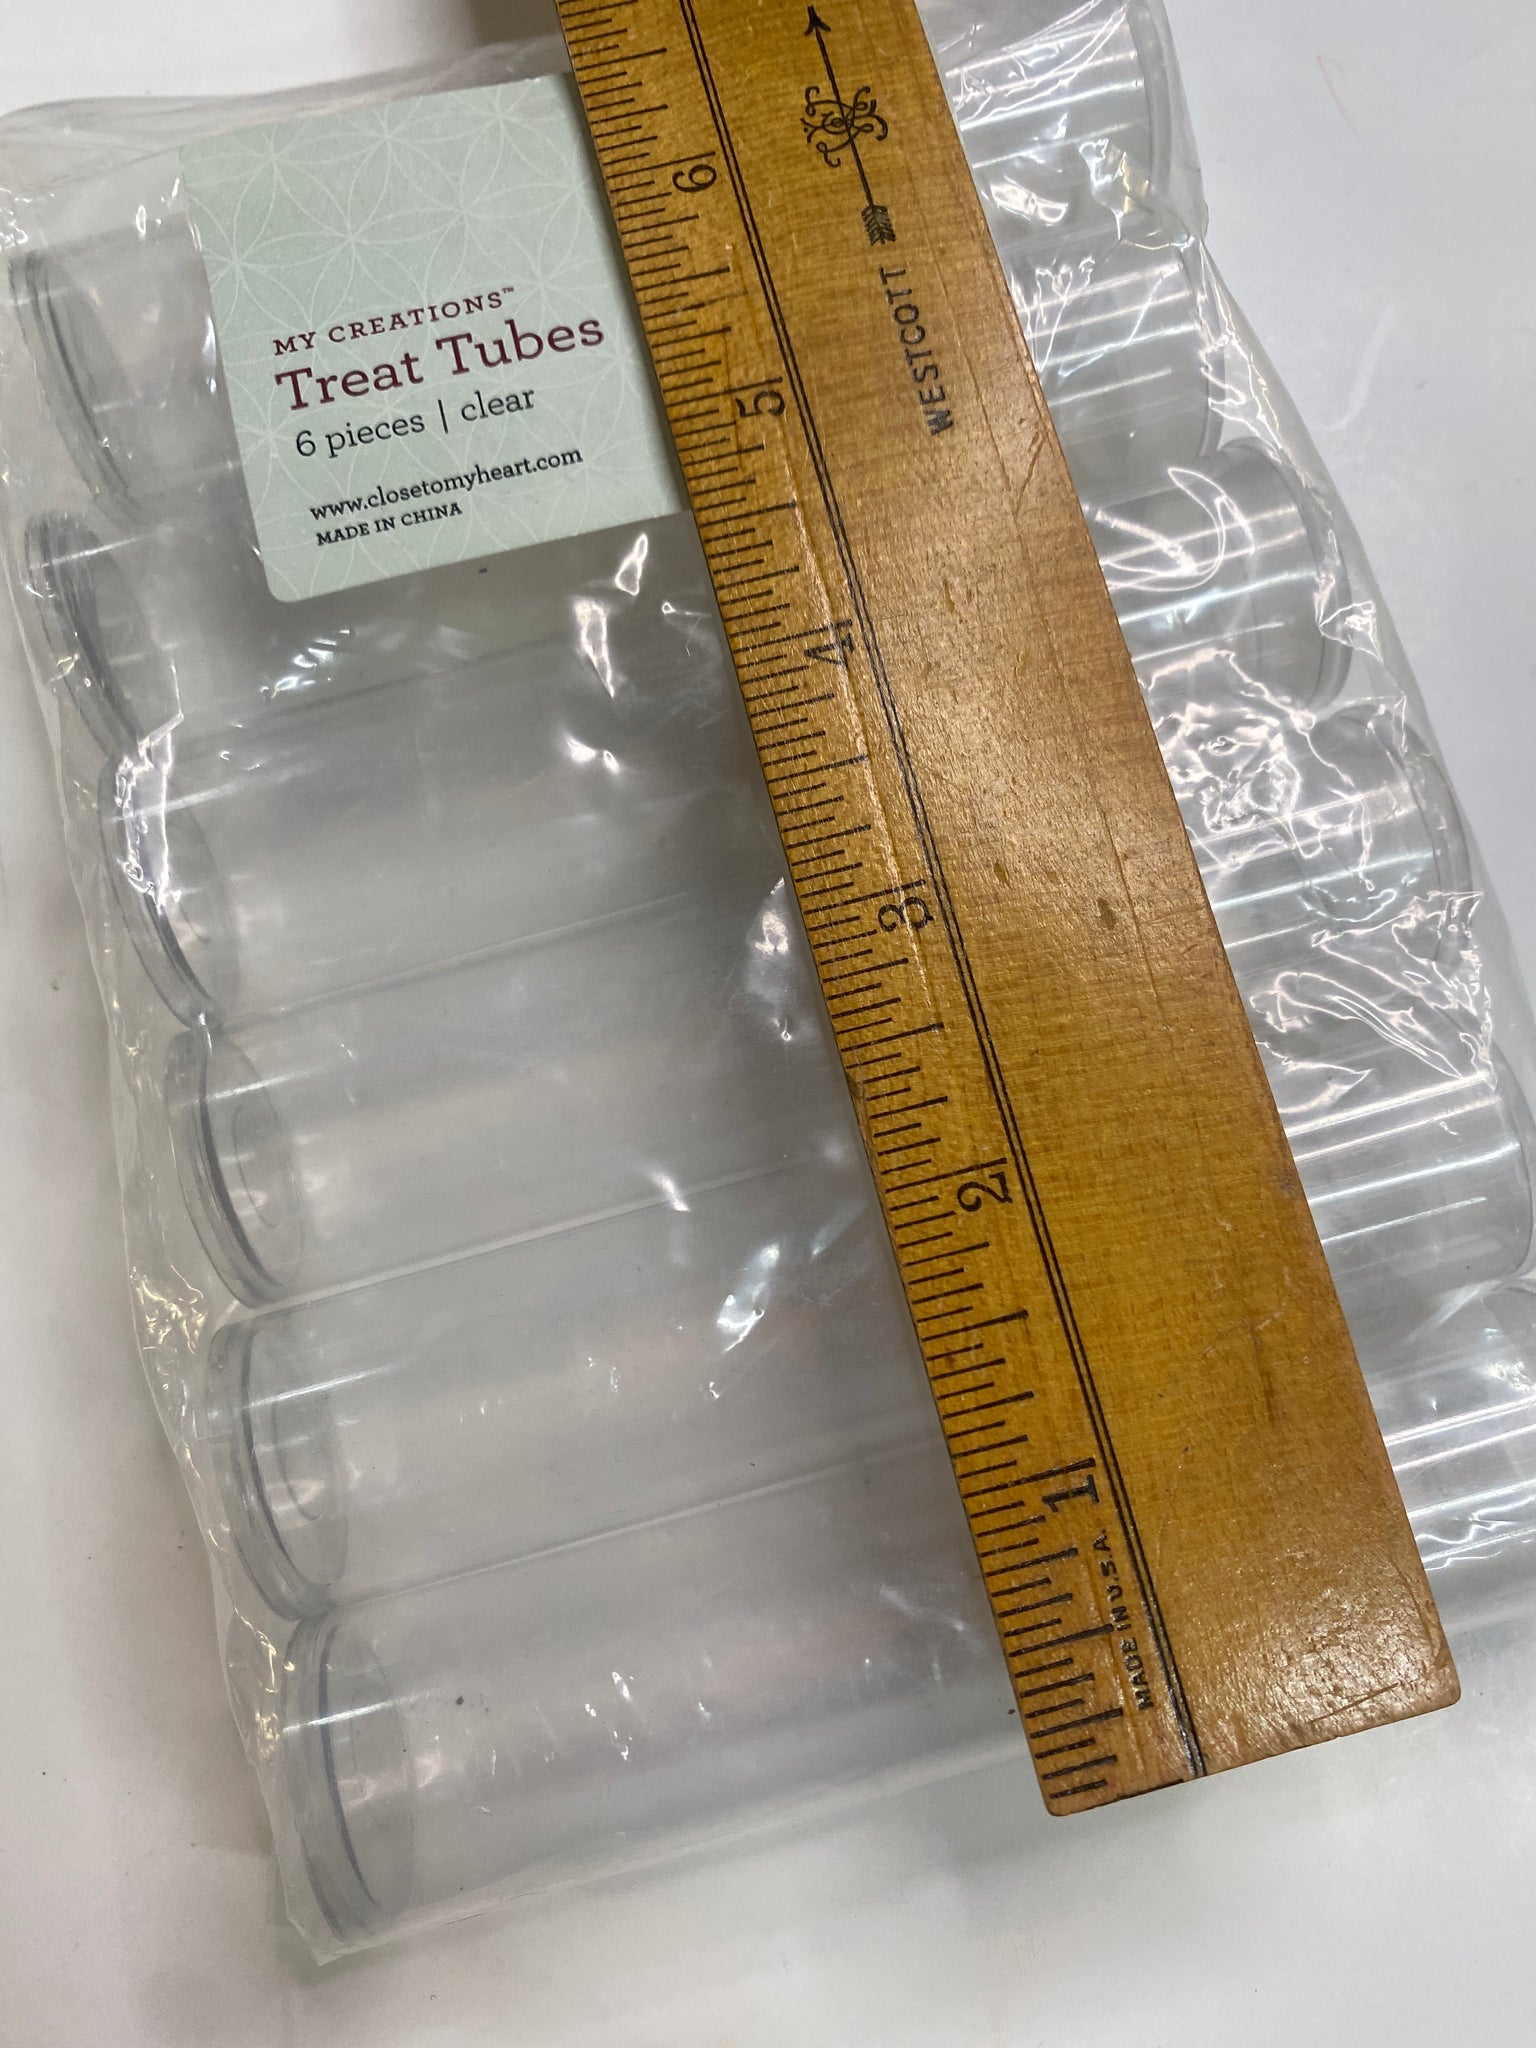 MY CREATIONS™
Treat Tubes
6 pieces | clear
www.closetomyheart.com
MADE IN CHINA
WESTCOTT
6
5
4
3
2
1
MADE IN U.S.A.